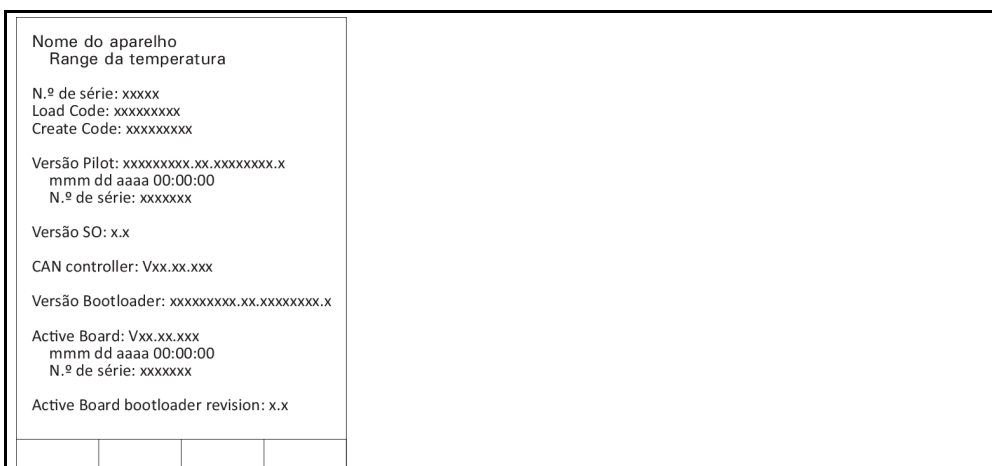 Nome do aparelho
Range da temperatura
N.º de série: xxxxx
Load Code: xxxxxxxxx
Create Code: xxxxxxxxx
Versão Pilot: xxxxxxxxx.xx.xxxxxxxx.x
mmm dd aaaa 00:00:00
N.º de série: xxxxxxx
Versão SO: x.x
CAN controller: Vxx.xx.xxx
Versão Bootloader: xxxxxxxxx.xx.xxxxxxxx.x
Active Board: Vxx.xx.xxx
mmm dd aaaa 00:00:00
N.º de série: xxxxxxx
Active Board bootloader revision: x.x